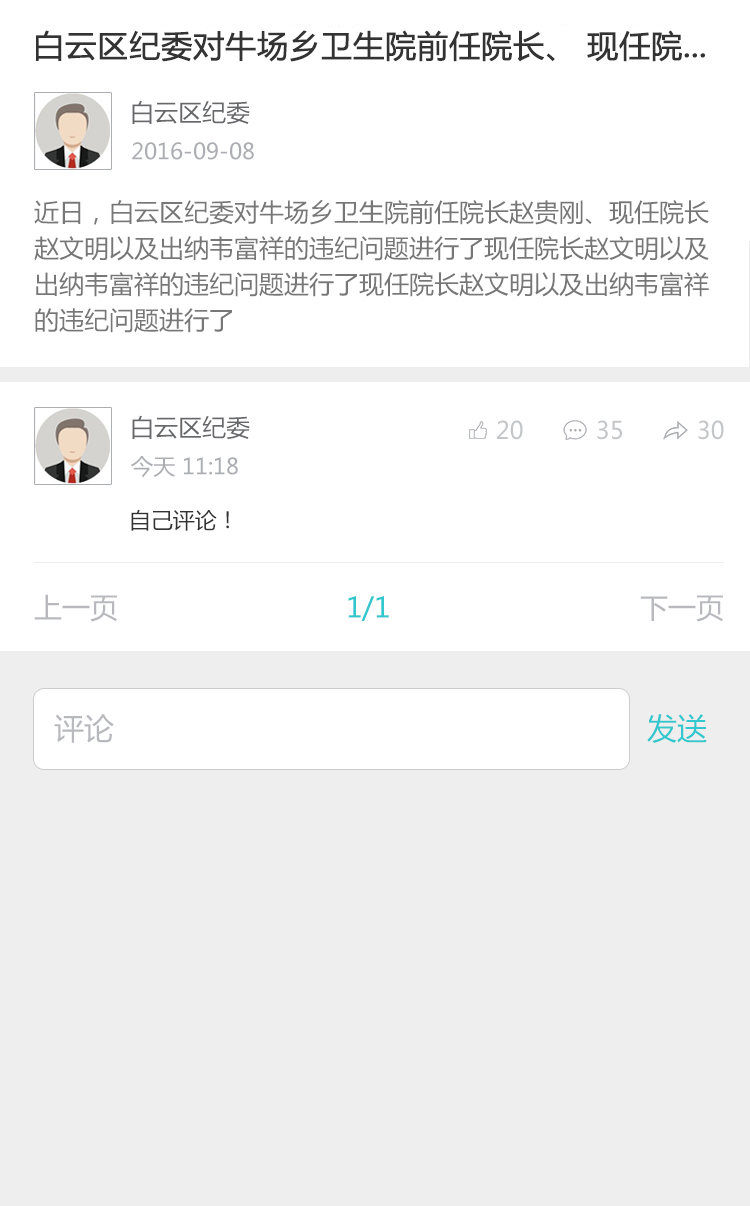 白云区纪委对牛场乡卫生院前任院长、 现任院...
白云区纪委
2016-09-08
近日，白云区纪委对牛场乡卫生院前任院长赵贵刚、现任院长
赵文明以及出纳韦富祥的违纪问题进行了现任院长赵文明以及
出纳韦富祥的违纪问题进行了现任院长赵文明以及出纳韦富祥
的违纪问题进行了
白云区纪委 20 35 30
今天 11:18
自己评论！
上一页 1/1 下一页
评论 发送